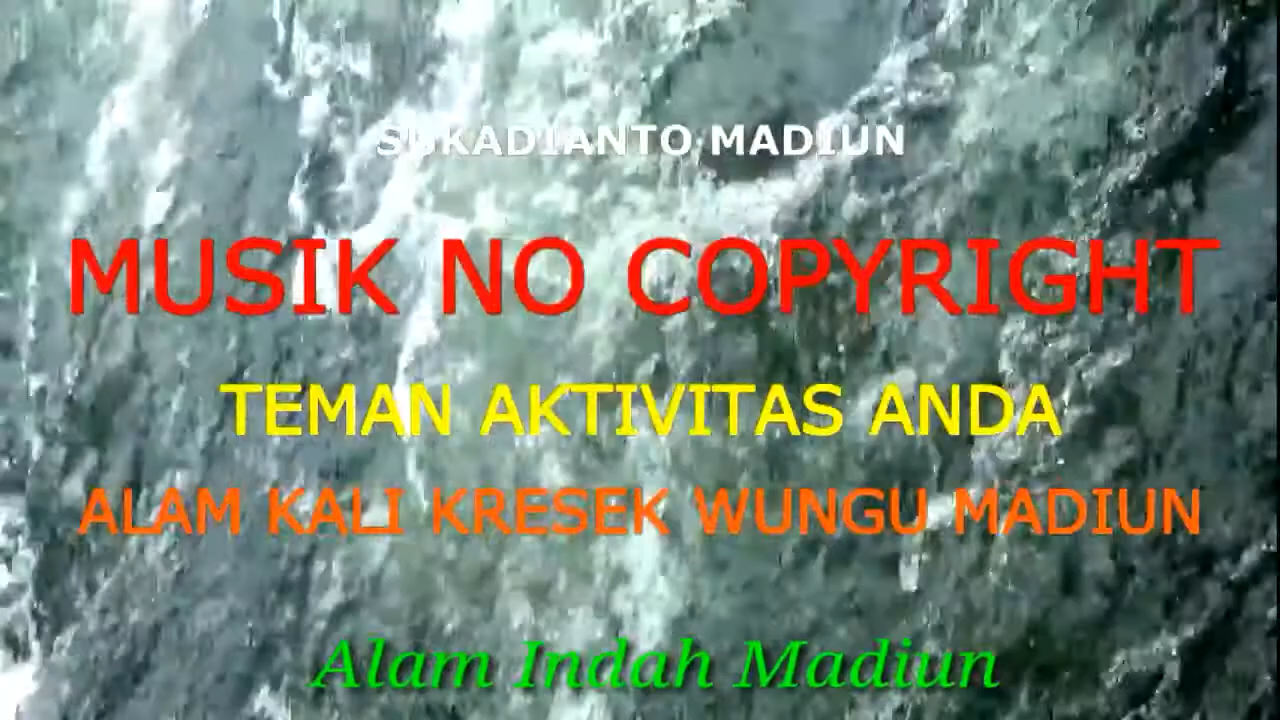 SUKADIANTO MADIUN
MUSIK NO COPYRIGHT
TEMAN AKTIVITAS ANDA
ALAM KALI KRESEK WUNGU MADIUN
Alam Indah Madiun